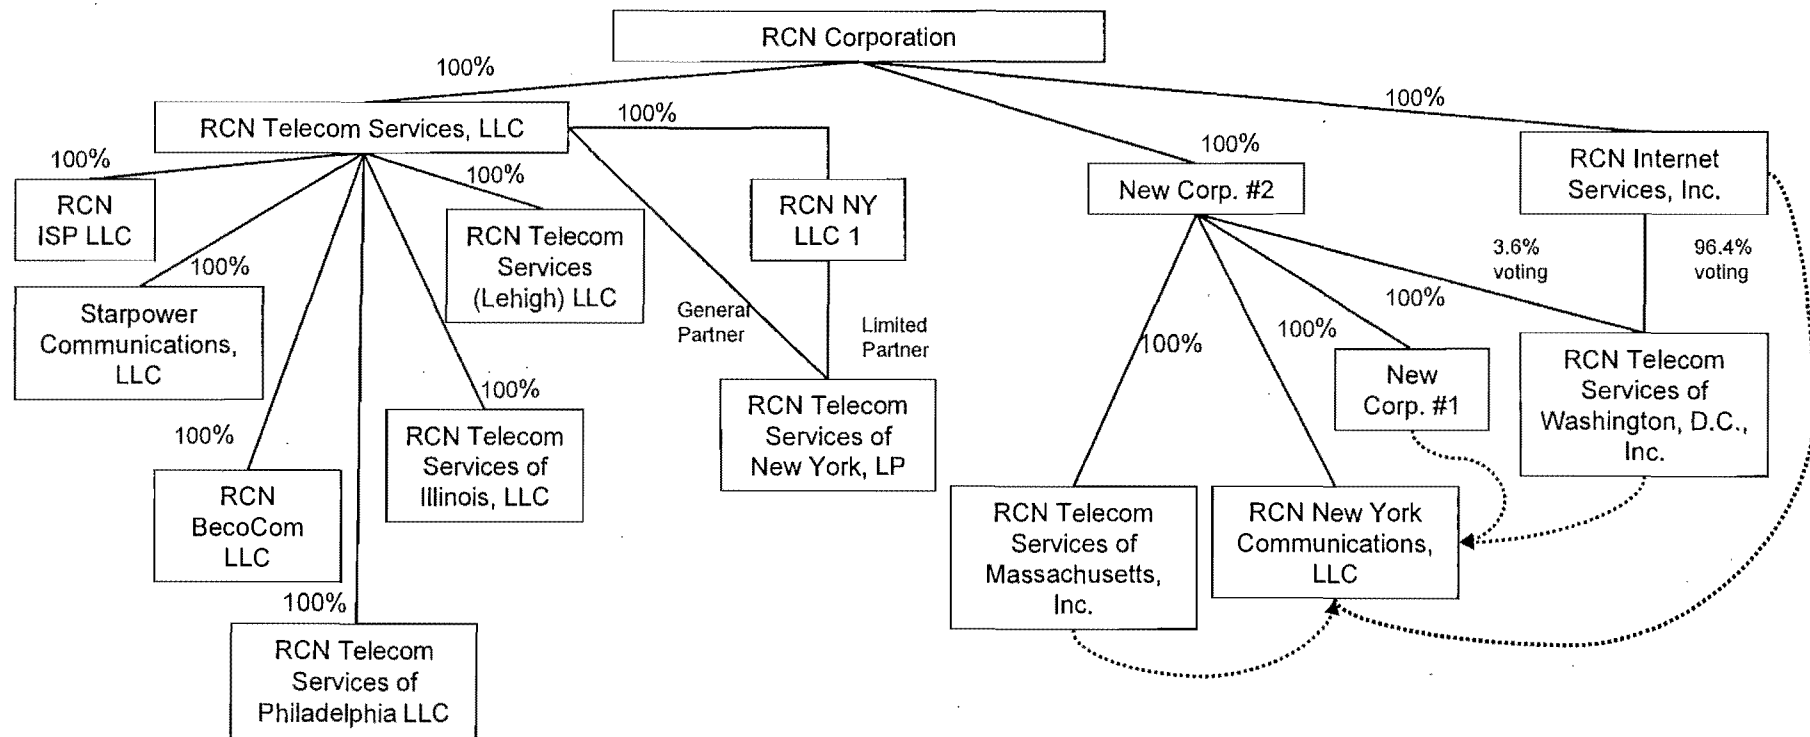 RCN Corporation
100%
100%
100%
100%
RCN Telecom Services, LLC
100%
RCN
ISP LLC
100%
Starpower
Communications,
LLC
100%
RCN
BecoCom
LLC
100%
RCN Telecom
Services of
Philadelphia LLC
100%
RCN Telecom
Services of
Illinois, LLC
100%
RCN Telecom
Services
(Lehigh) LLC
RCN NY
LLC 1
General
Partner
Limited
Partner
RCN Telecom
Services of
New York, LP
New Corp. #2
RCN Internet
Services, Inc.
3.6%
voting
96.4%
voting
100%
100%
100%
New
Corp. #1
RCN Telecom
Services of
Washington, D.C.,
Inc.
RCN Telecom
Services of
Massachusetts,
Inc.
RCN New York
Communications,
LLC